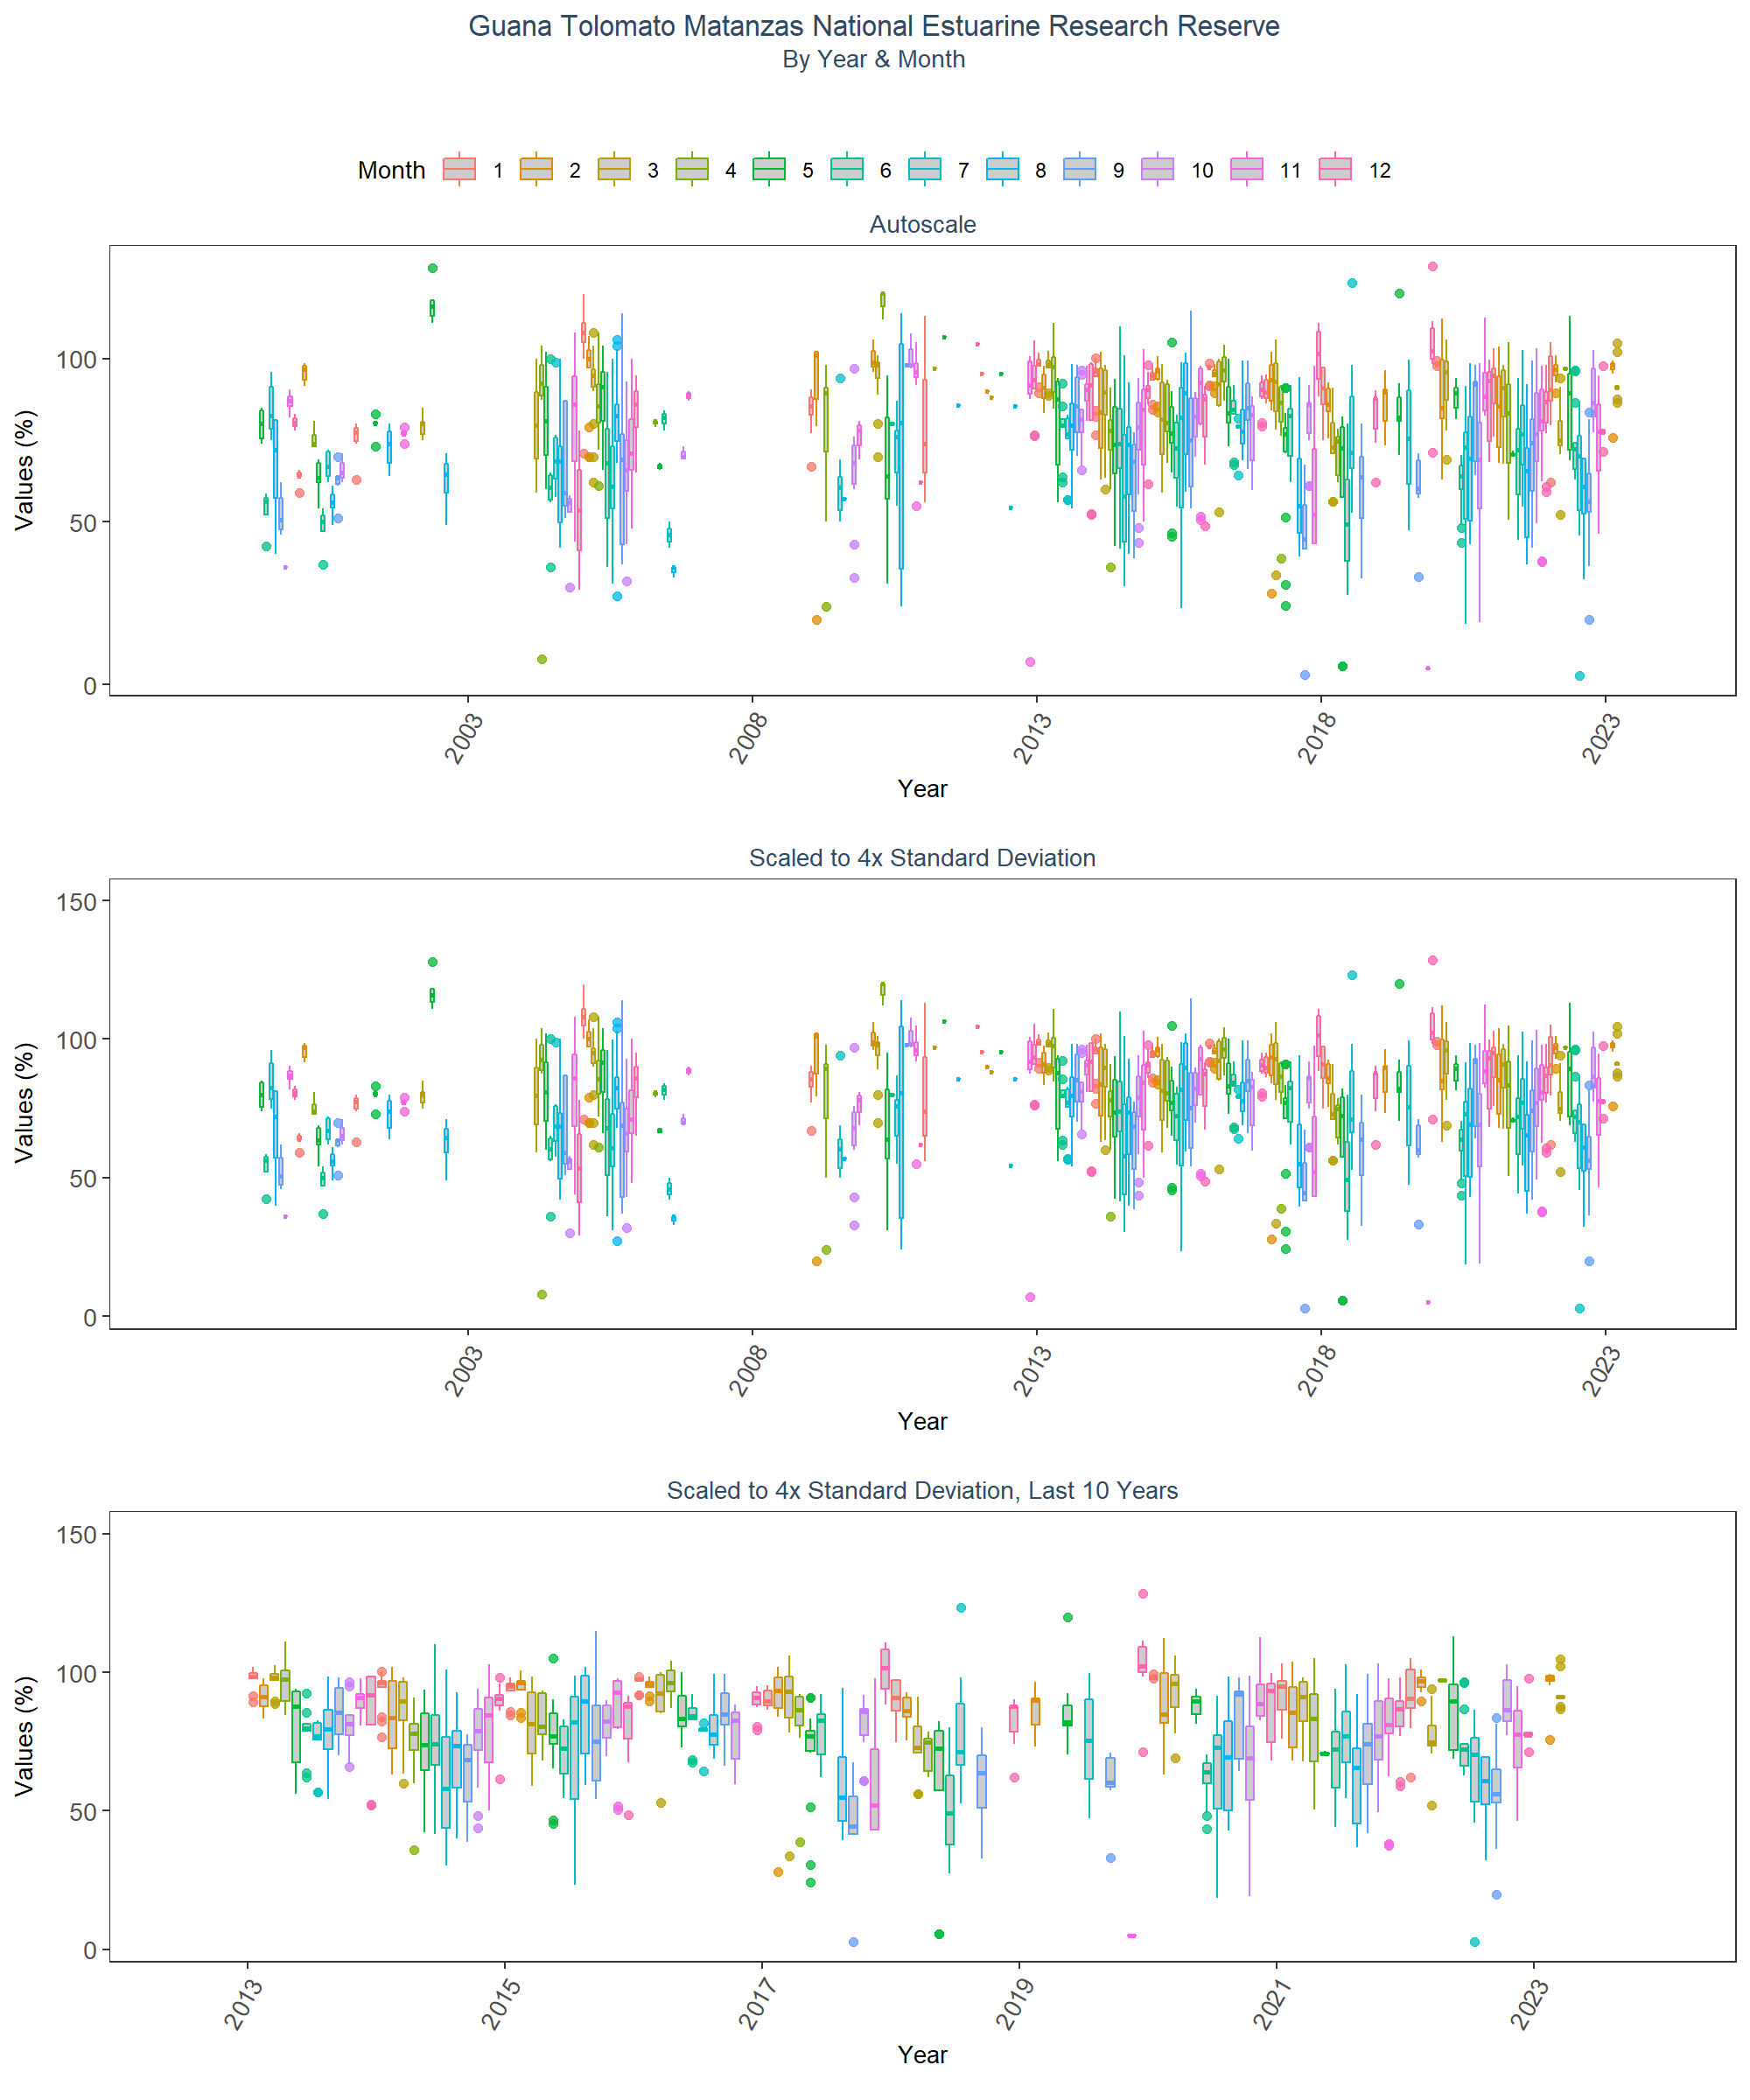 Guana Tolomato Matanzas National Estuarine Research Reserve
By Year & Month
Month 1 2 3 4 5 6 7 8 9 10 11 12
Autoscale
Values (%)
100
50
0
2003 2008 2013 2018 2023
Year
Scaled to 4x Standard Deviation
Values (%)
150
100
50
0
2003 2008 2013 2018 2023
Year
Scaled to 4x Standard Deviation, Last 10 Years
Values (%)
150
100
50
0
2013 2015 2017 2019 2021 2023
Year